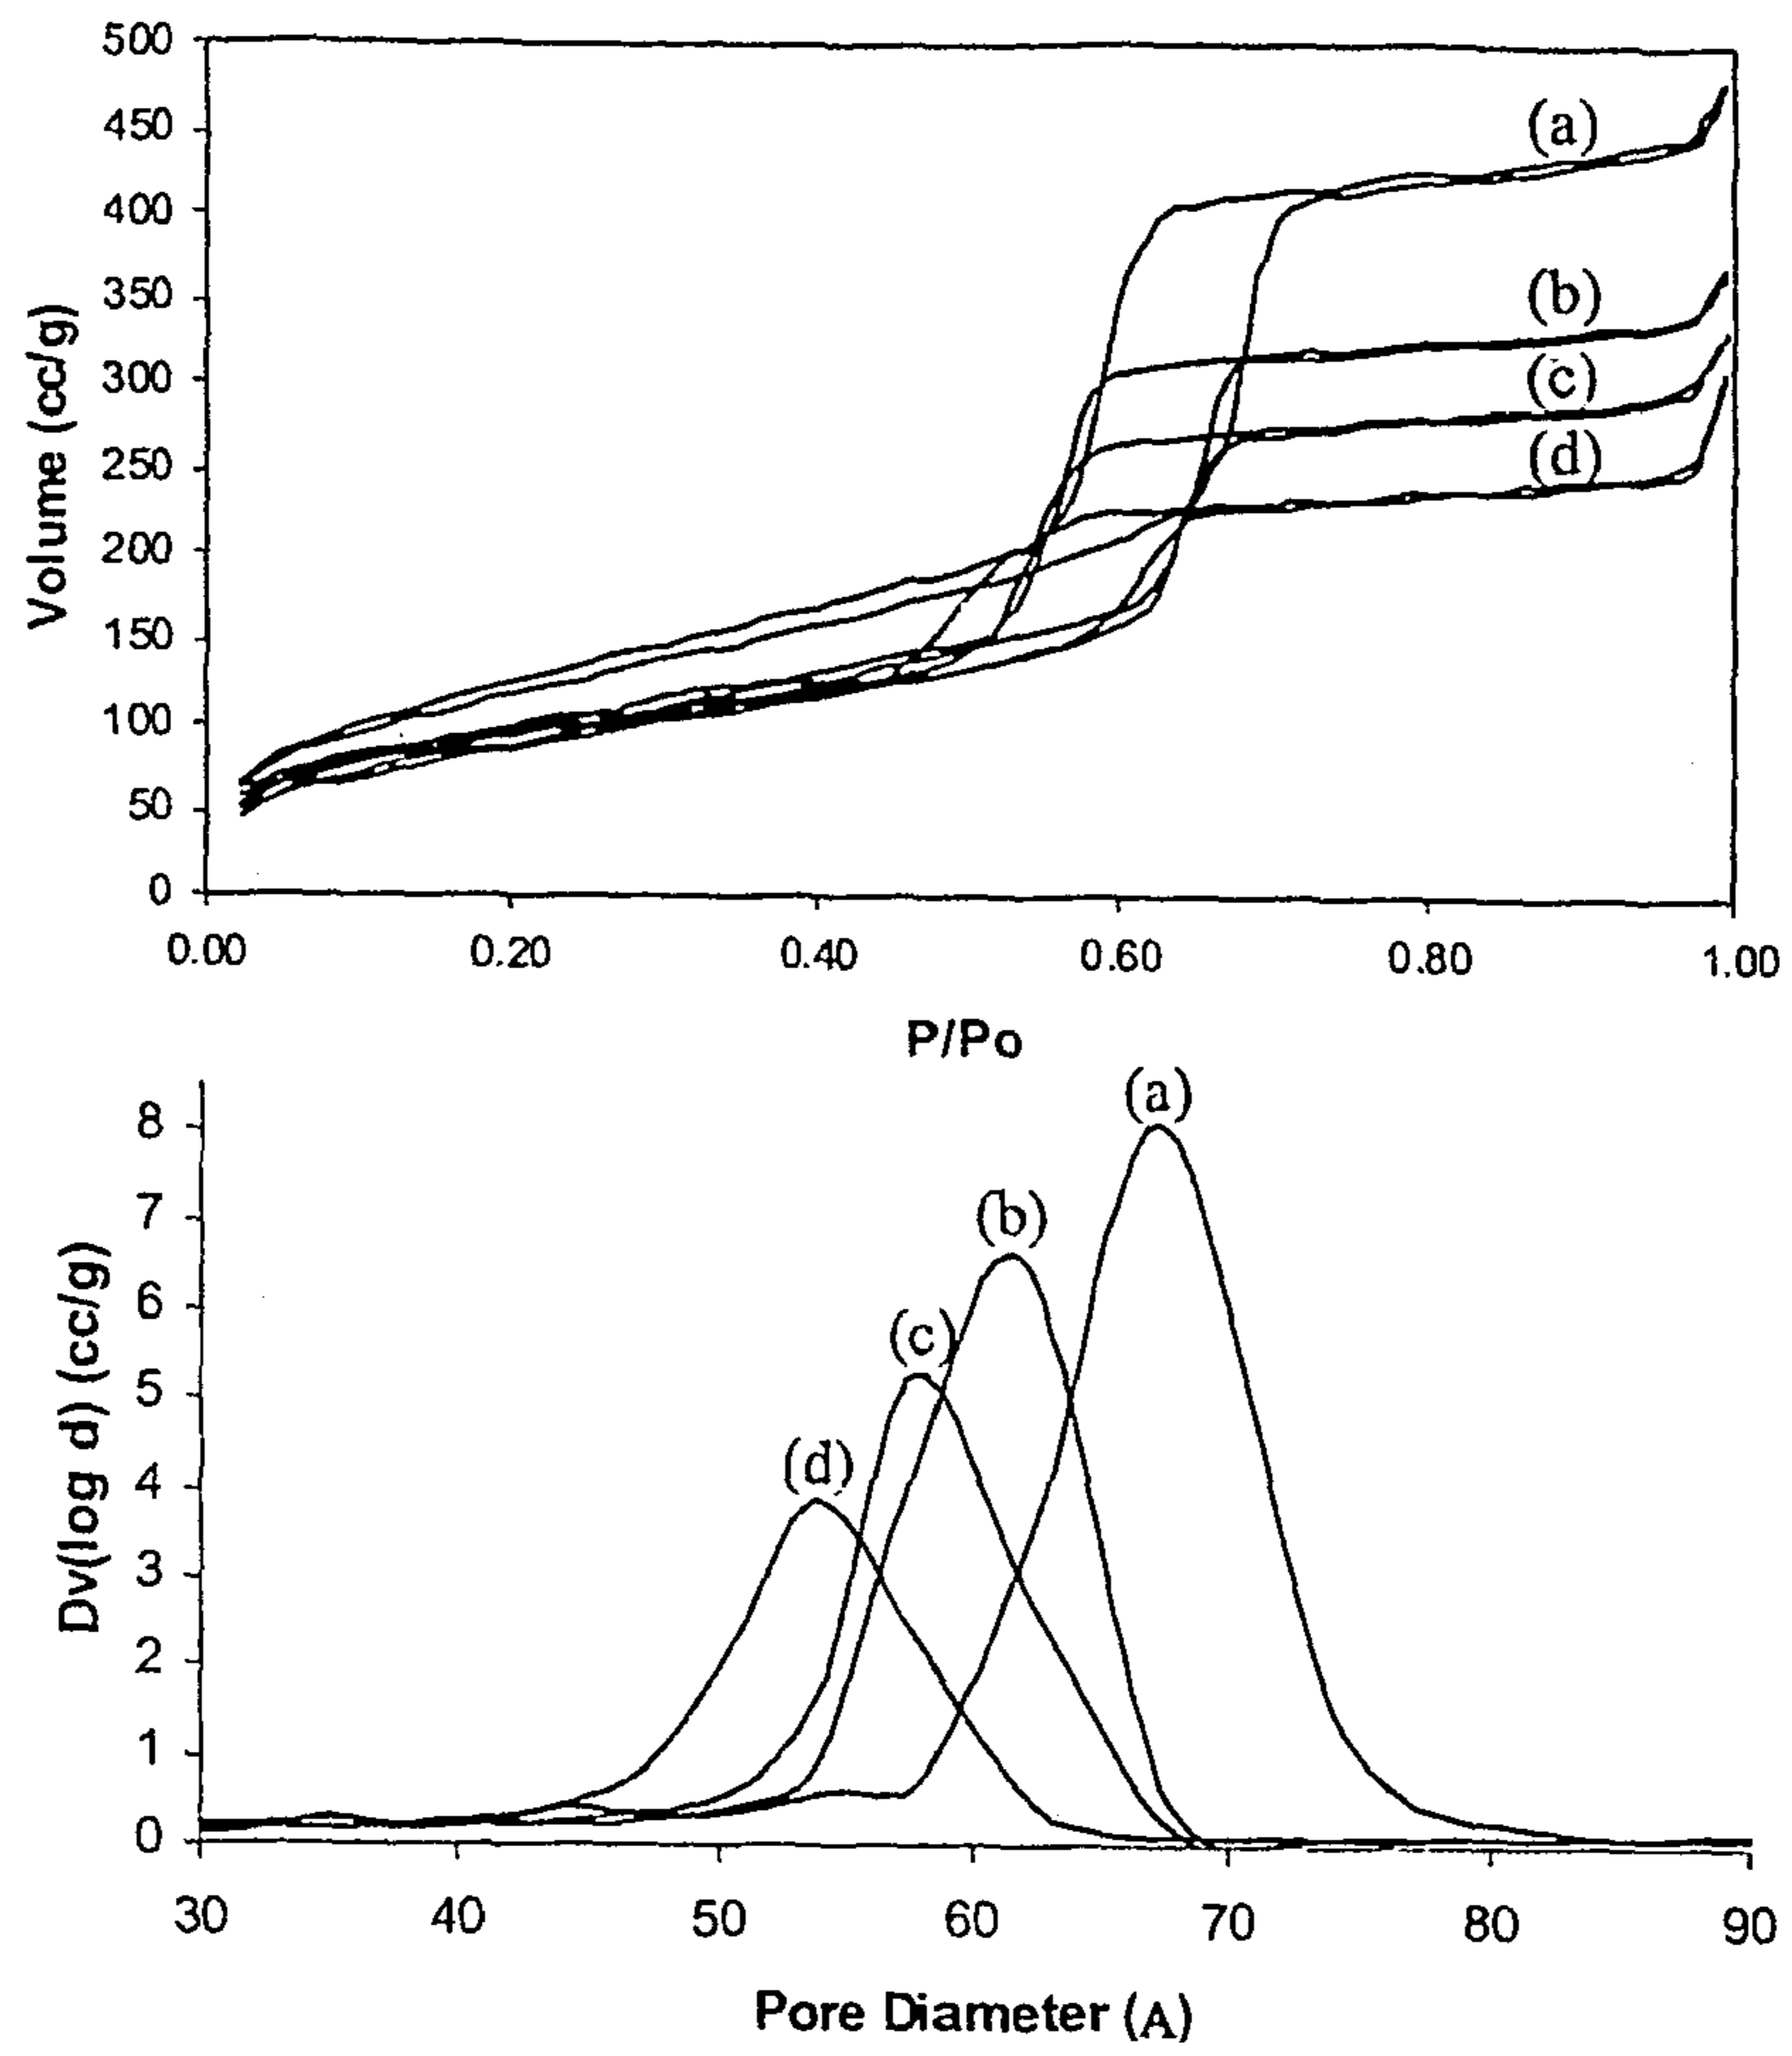 500
450
(a)
400
350
(b)
300
(c)
250
(d)
200
150
100
50
0
Volume (cc/g)
0.00 0.20 0.40 0.60 0.80 1.00
P/Po
(a)
8
(b)
7
6
(c)
5
(d)
4
3
2
1
0
Dv(log d) (cc/g)
30 40 50 60 70 80 90
Pore Diameter (A)